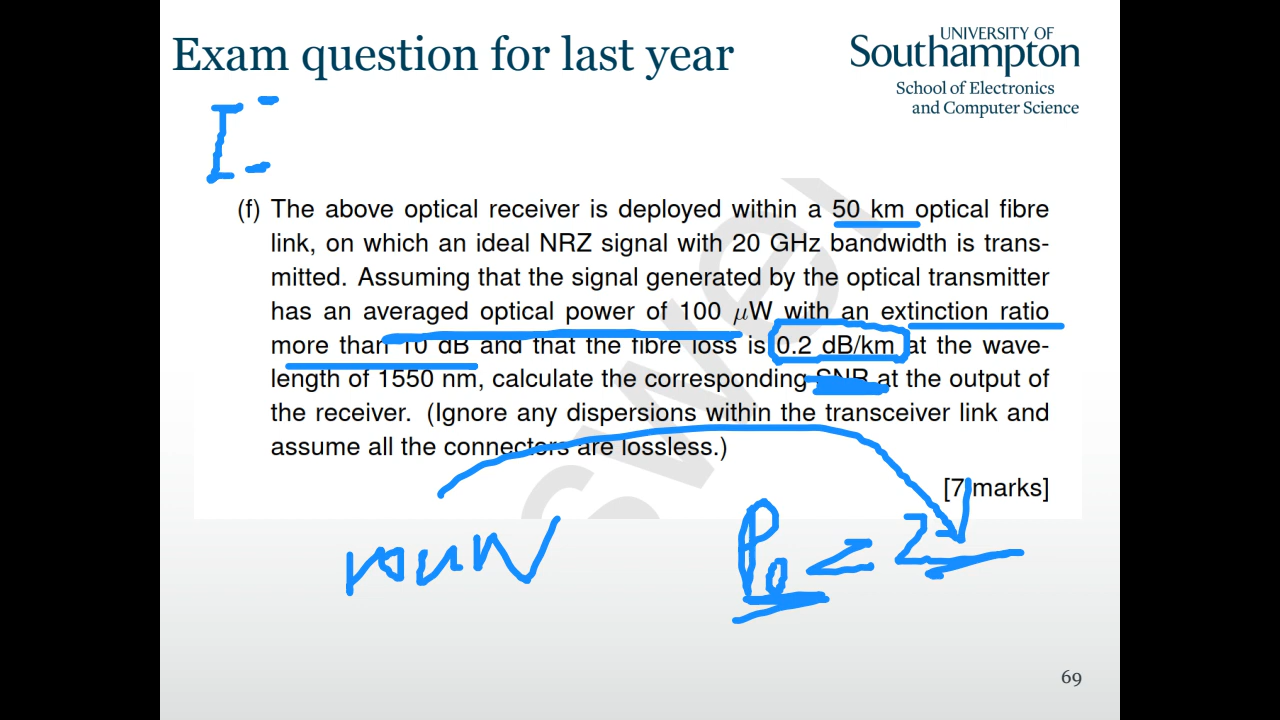 Exam question for last year
UNIVERSITY OF
Southampton
School of Electronics
and Computer Science
(f) The above optical receiver is deployed within a 50 km optical fibre
link, on which an ideal NRZ signal with 20 GHz bandwidth is trans-
mitted. Assuming that the signal generated by the optical transmitter
has an averaged optical power of 100 μW with an extinction ratio
more than 10 dB and that the fibre loss is 0.2 dB/km at the wave-
length of 1550 nm, calculate the corresponding SNR at the output of
the receiver. (Ignore any dispersions within the transceiver link and
assume all the connectors are lossless.)
[7 marks]
69